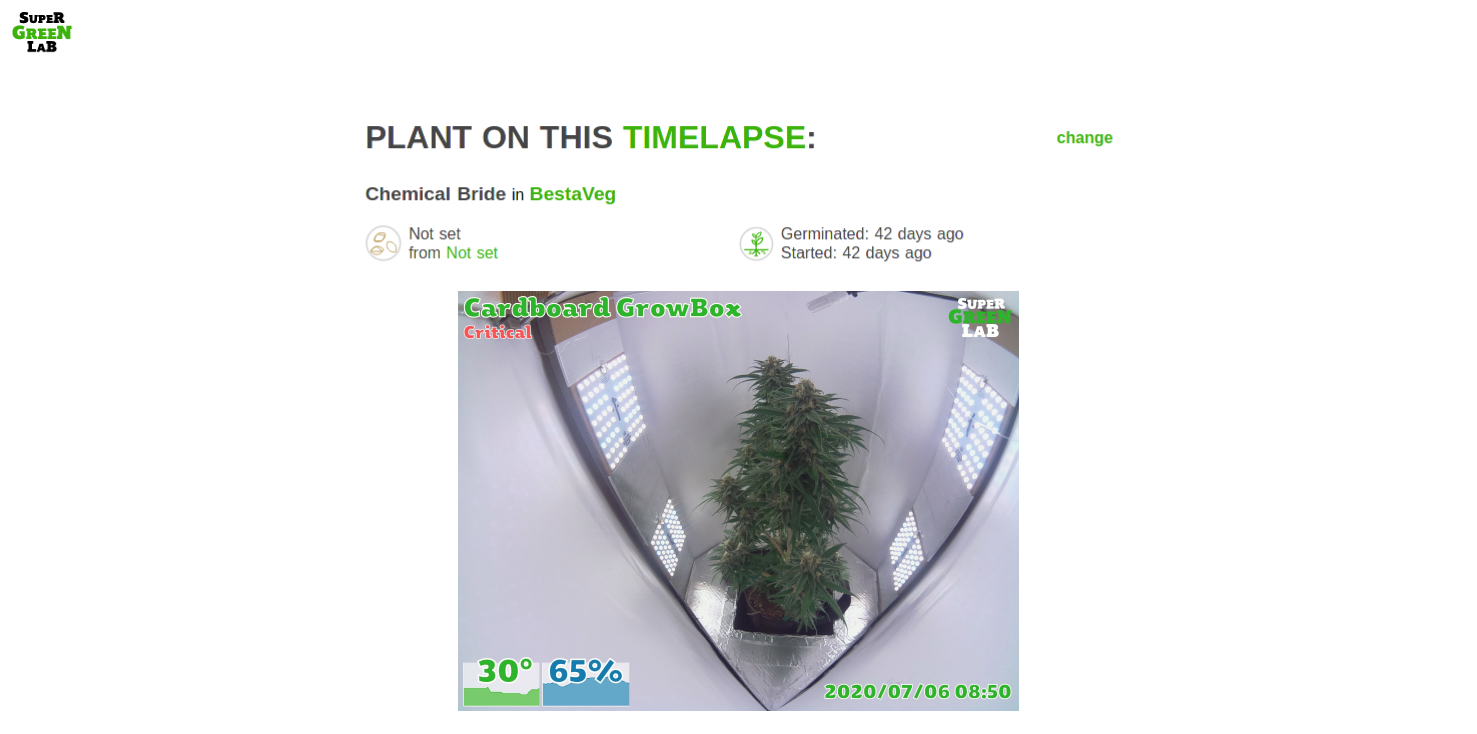 SUPER
GREEN
LAB
PLANT ON THIS TIMELAPSE:
change
Chemical Bride in BestaVeg
Not set
from Not set
Germinated: 42 days ago
Started: 42 days ago
Cardboard GrowBox
Critical
SUPER
GREEN
LAB
30°
65%
2020/07/06 08:50